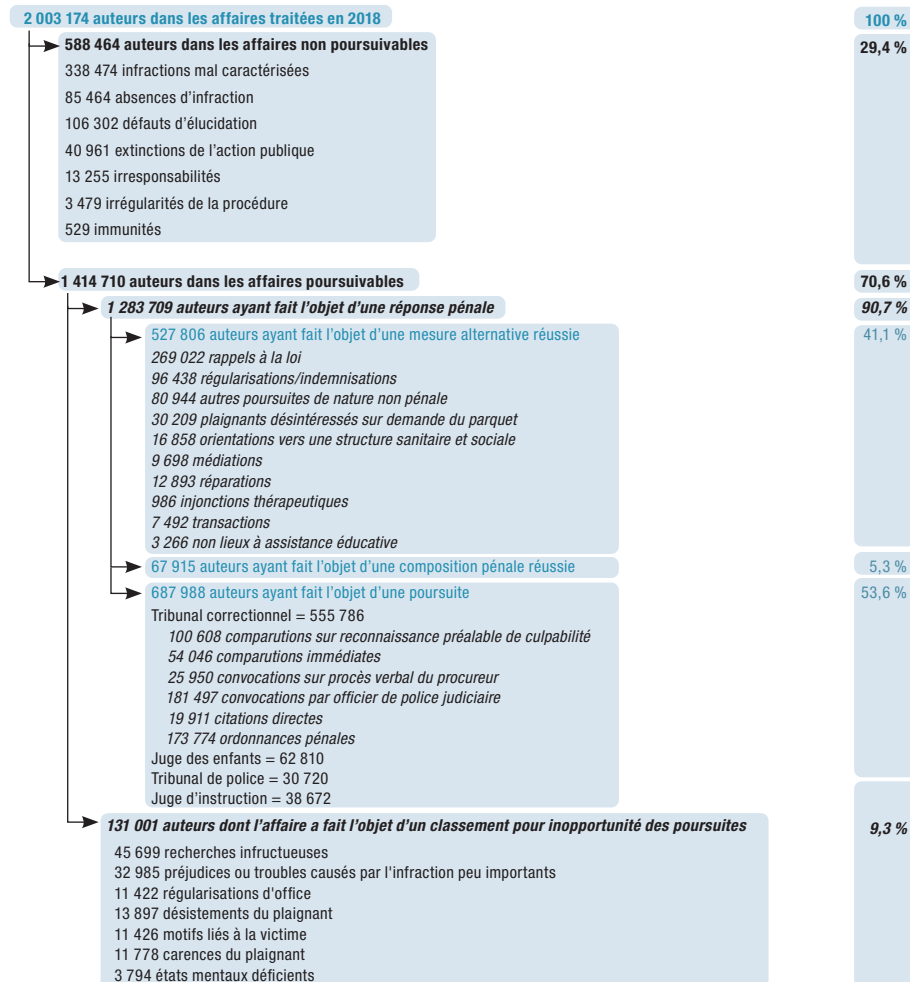 2 003 174 auteurs dans les affaires traitées en 2018 100 %
588 464 auteurs dans les affaires non poursuivables 29,4 %
338 474 infractions mal caractérisées
85 464 absences d'infraction
106 302 défauts d'élucidation
40 961 extinctions de l'action publique
13 255 irresponsabilités
3 479 irrégularités de la procédure
529 immunités
1 414 710 auteurs dans les affaires poursuivables 70,6 %
1 283 709 auteurs ayant fait l'objet d'une réponse pénale 90,7 %
527 806 auteurs ayant fait l'objet d'une mesure alternative réussie 41,1 %
269 022 rappels à la loi
96 438 régularisations/indemnisations
80 944 autres poursuites de nature non pénale
30 209 plaignants désintéressés sur demande du parquet
16 858 orientations vers une structure sanitaire et sociale
9 698 médiations
12 893 réparations
986 injonctions thérapeutiques
7 492 transactions
3 266 non lieux à assistance éducative
67 915 auteurs ayant fait l'objet d'une composition pénale réussie 5,3 %
687 988 auteurs ayant fait l'objet d'une poursuite 53,6 %
Tribunal correctionnel = 555 786
100 608 comparutions sur reconnaissance préalable de culpabilité
54 046 comparutions immédiates
25 950 convocations sur procès verbal du procureur
181 497 convocations par officier de police judiciaire
19 911 citations directes
173 774 ordonnances pénales
Juge des enfants = 62 810
Tribunal de police = 30 720
Juge d'instruction = 38 672
131 001 auteurs dont l'affaire a fait l'objet d'un classement pour inopportunité des poursuites 9,3 %
45 699 recherches infructueuses
32 985 préjudices ou troubles causés par l'infraction peu importants
11 422 régularisations d'office
13 897 désistements du plaignant
11 426 motifs liés à la victime
11 778 carences du plaignant
3 794 états mentaux déficients